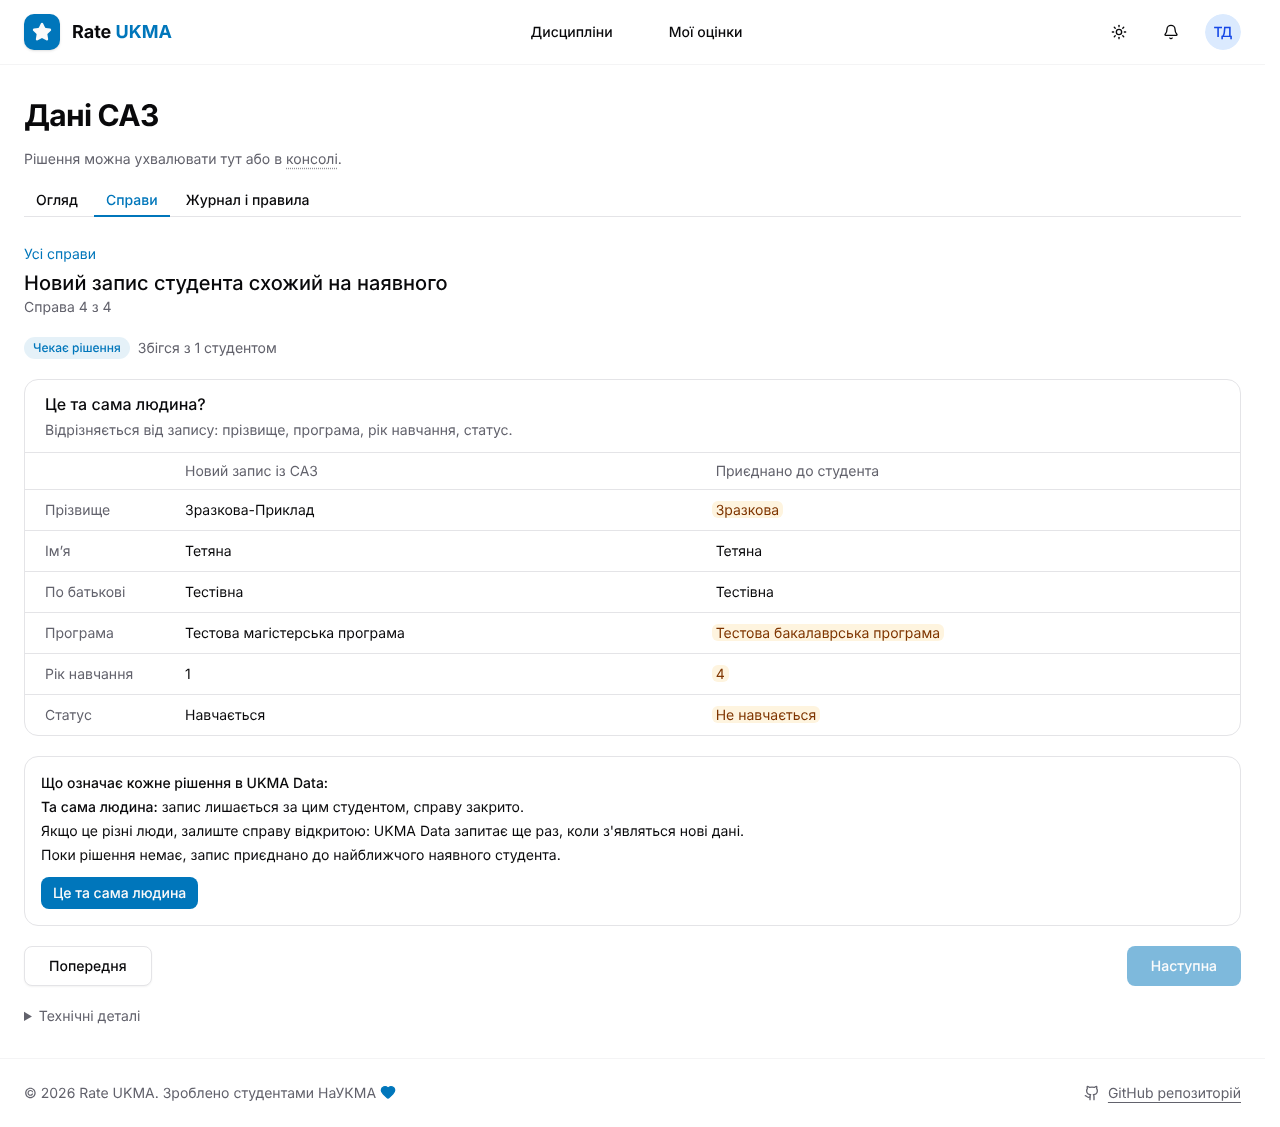 Rate UKMA
Дисципліни
Мої оцінки
ТД
Дані САЗ
Рішення можна ухвалювати тут або в консолі.
Огляд
Справи
Журнал і правила
Усі справи
Новий запис студента схожий на наявного
Справа 4 з 4
Чекає рішення
Збігся з 1 студентом
Це та сама людина?
Відрізняється від запису: прізвище, програма, рік навчання, статус.
Новий запис із САЗ
Приєднано до студента
Прізвище
Зразкова-Приклад
Зразкова
Ім’я
Тетяна
Тетяна
По батькові
Тестівна
Тестівна
Програма
Тестова магістерська програма
Тестова бакалаврська програма
Рік навчання
1
4
Статус
Навчається
Не навчається
Що означає кожне рішення в UKMA Data:
Та сама людина: запис лишається за цим студентом, справу закрито.
Якщо це різні люди, залиште справу відкритою: UKMA Data запитає ще раз, коли з'являться нові дані.
Поки рішення немає, запис приєднано до найближчого наявного студента.
Це та сама людина
Попередня
Наступна
Технічні деталі
© 2026 Rate UKMA. Зроблено студентами НаУКМА
GitHub репозиторій